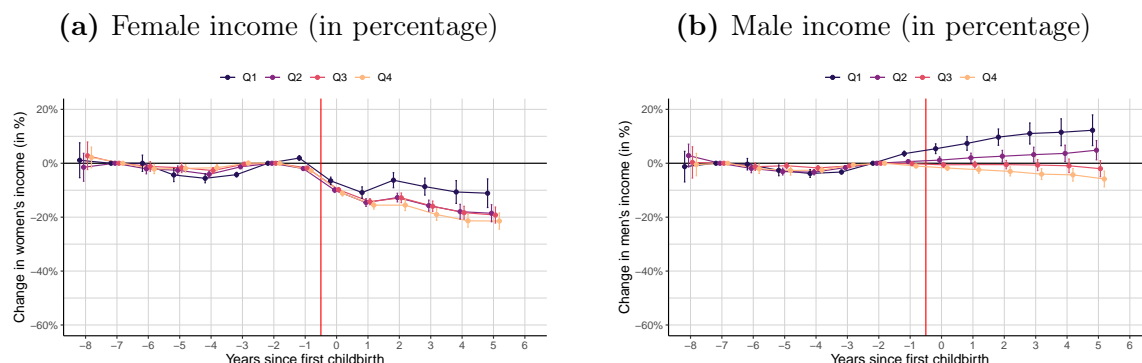 (a) Female income (in percentage)
Q1 Q2 Q3 Q4
Change in women's income (in %)
20%
0%
−20%
−40%
−60%
−8 −7 −6 −5 −4 −3 −2 −1 0 1 2 3 4 5 6
Years since first childbirth
(b) Male income (in percentage)
Q1 Q2 Q3 Q4
Change in men's income (in %)
20%
0%
−20%
−40%
−60%
−8 −7 −6 −5 −4 −3 −2 −1 0 1 2 3 4 5 6
Years since first childbirth